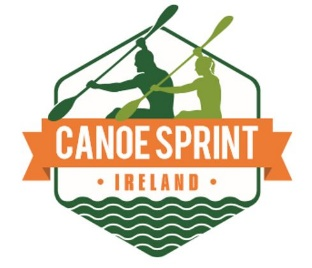 CANOE SPRINT
• IRELAND •